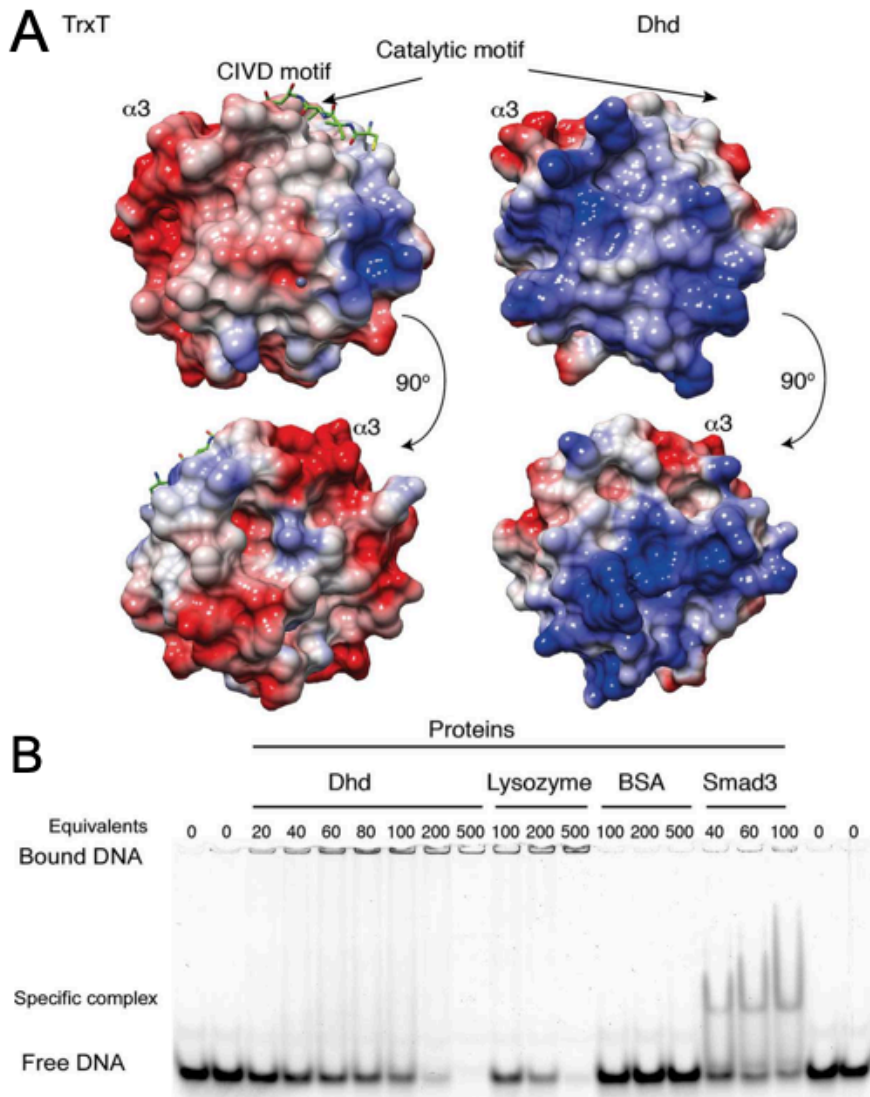 A TrxT Dhd
Catalytic motif
CIVD motif
α3 α3
90º 90º
α3 α3
B Proteins
Dhd Lysozyme BSA Smad3
Equivalents 0 0 20 40 60 80 100 200 500 100 200 500 100 200 500 40 60 100 0 0
Bound DNA
Specific complex
Free DNA